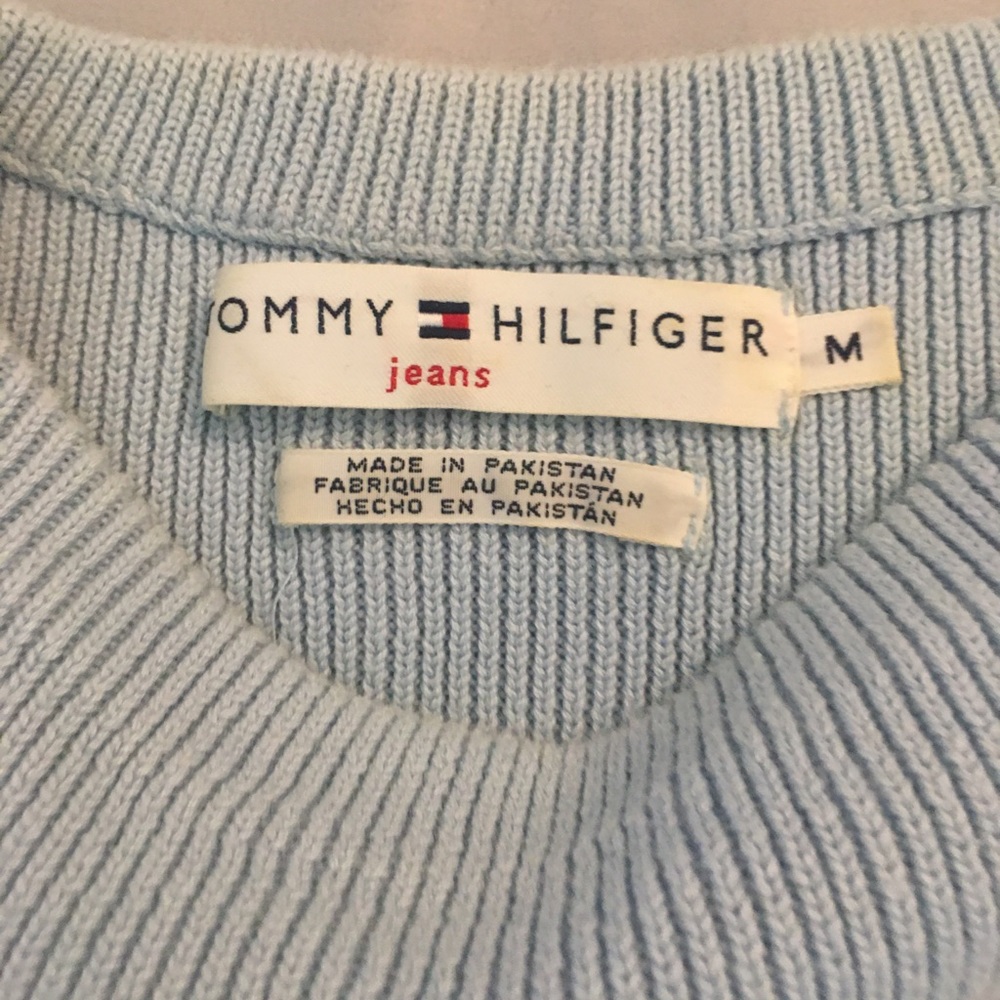 TOMMY HILFIGER
jeans
M
MADE IN PAKISTAN
FABRIQUE AU PAKISTAN
HECHO EN PAKISTÁN